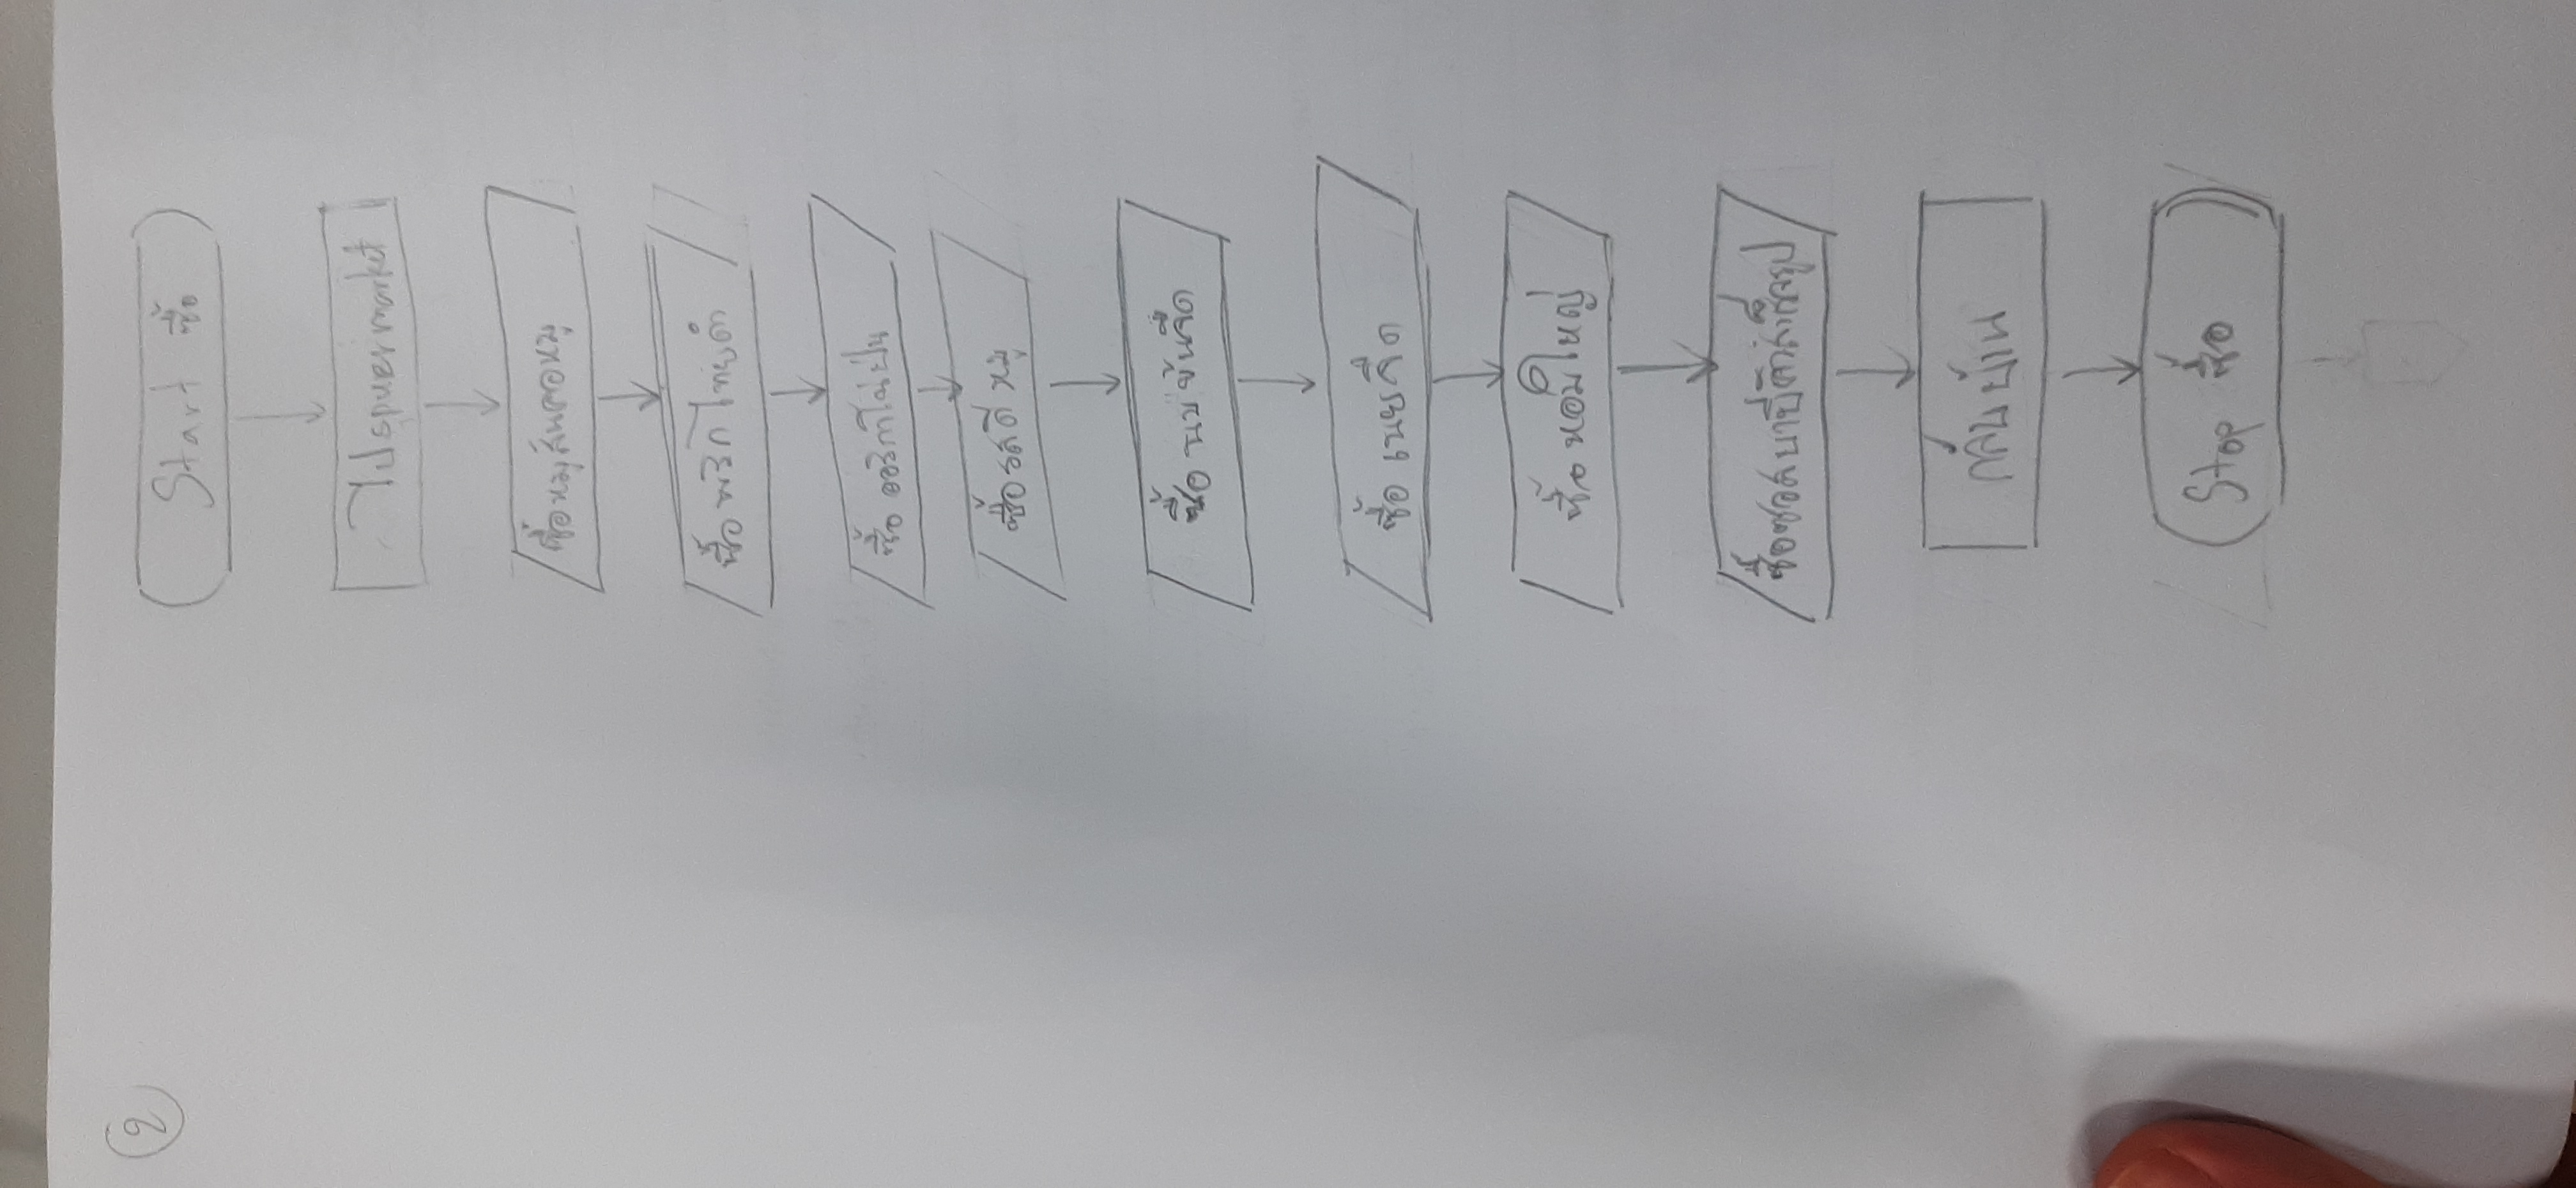 2
Start ซื้อ
ไปspuermarket
ซื้อหมูสันคอหมู
ซื้อพริกไทยดำ
ซื้อ ออริกาโน่ป่น
ซื้อรสดี หมู
ซื้อ นมข้นจืด
ซื้อ เนยจืด
ซื้อ หอมใหญ่
ซื้อซอสบาบีคิวสำเร็จรูป
กลับบ้าน
Stop ซื้อ